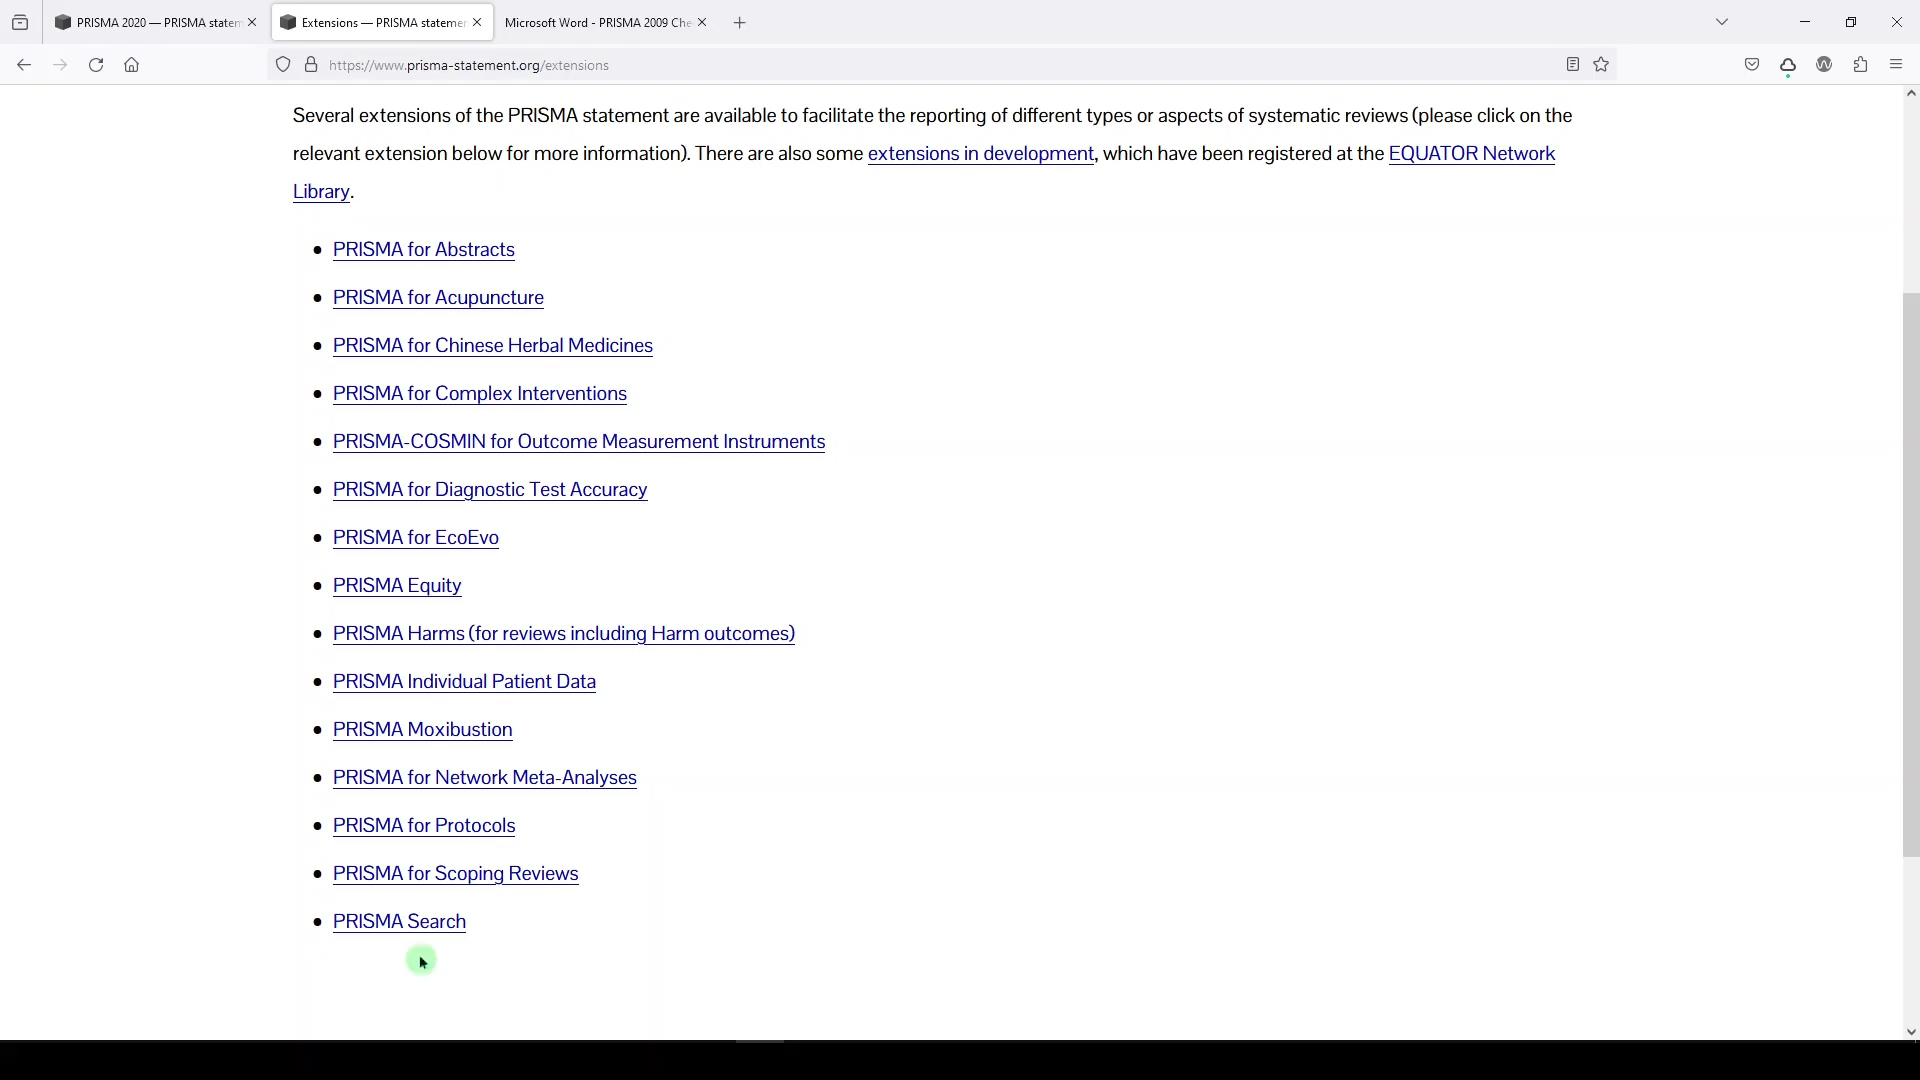 PRISMA 2020 — PRISMA statem
Extensions — PRISMA statemen
Microsoft Word - PRISMA 2009 Che
https://www.prisma-statement.org/extensions
Several extensions of the PRISMA statement are available to facilitate the reporting of different types or aspects of systematic reviews (please click on the
relevant extension below for more information). There are also some extensions in development, which have been registered at the EQUATOR Network
Library.
PRISMA for Abstracts
PRISMA for Acupuncture
PRISMA for Chinese Herbal Medicines
PRISMA for Complex Interventions
PRISMA-COSMIN for Outcome Measurement Instruments
PRISMA for Diagnostic Test Accuracy
PRISMA for EcoEvo
PRISMA Equity
PRISMA Harms (for reviews including Harm outcomes)
PRISMA Individual Patient Data
PRISMA Moxibustion
PRISMA for Network Meta-Analyses
PRISMA for Protocols
PRISMA for Scoping Reviews
PRISMA Search